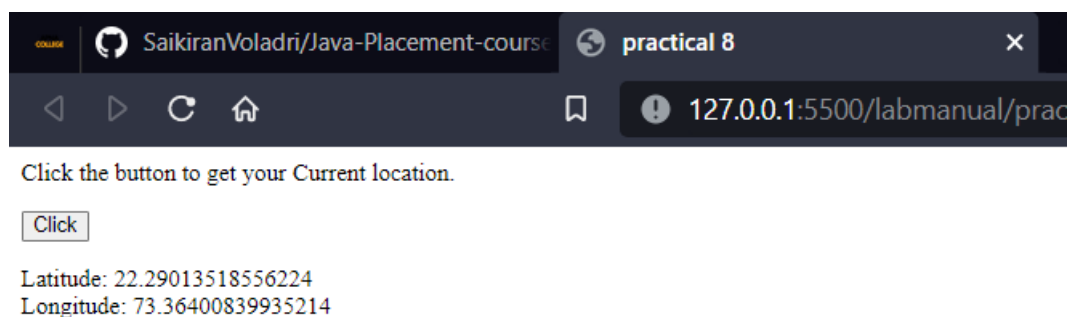 COLLEGE
SaikiranVoladri/Java-Placement-course
practical 8
127.0.0.1:5500/labmanual/prac
Click the button to get your Current location.
Click
Latitude: 22.29013518556224
Longitude: 73.36400839935214